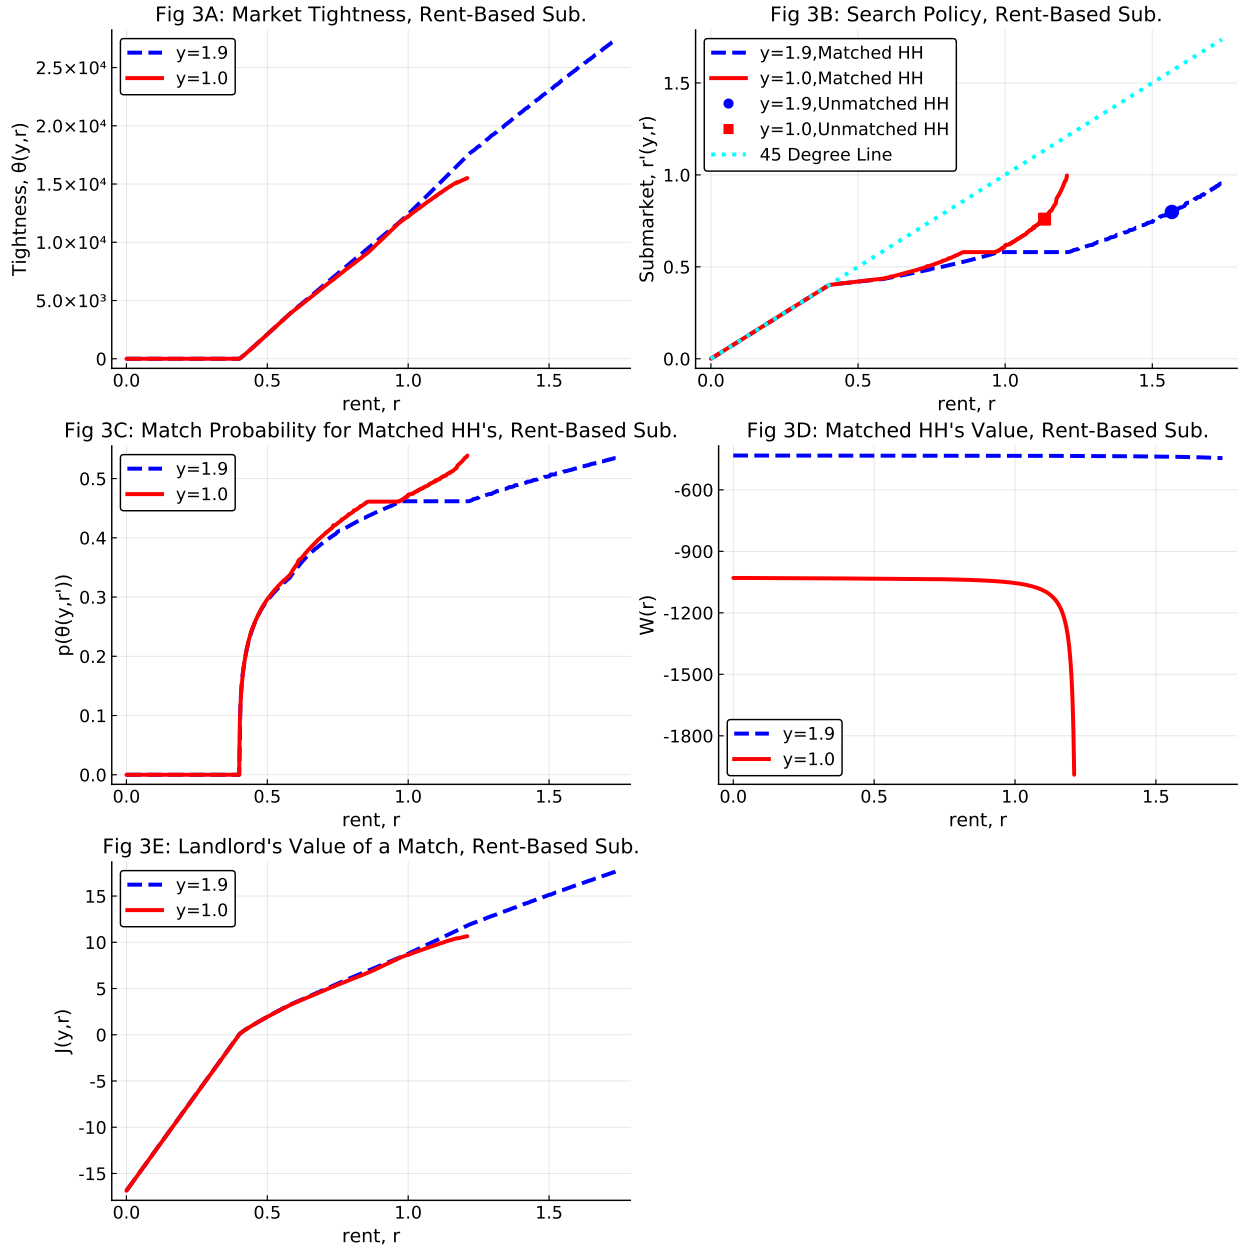 Fig 3A: Market Tightness, Rent-Based Sub.
y=1.9
y=1.0
Tightness, θ(y,r)
2.5×10⁴
2.0×10⁴
1.5×10⁴
1.0×10⁴
5.0×10³
0
0.0 0.5 1.0 1.5
rent, r
Fig 3B: Search Policy, Rent-Based Sub.
y=1.9,Matched HH
y=1.0,Matched HH
y=1.9,Unmatched HH
y=1.0,Unmatched HH
45 Degree Line
Submarket, r'(y,r)
1.5
1.0
0.5
0.0
0.0 0.5 1.0 1.5
rent, r
Fig 3C: Match Probability for Matched HH's, Rent-Based Sub.
y=1.9
y=1.0
p(θ(y,r'))
0.5
0.4
0.3
0.2
0.1
0.0
0.0 0.5 1.0 1.5
rent, r
Fig 3D: Matched HH's Value, Rent-Based Sub.
W(r)
-600
-900
-1200
-1500
-1800
y=1.9
y=1.0
0.0 0.5 1.0 1.5
rent, r
Fig 3E: Landlord's Value of a Match, Rent-Based Sub.
y=1.9
y=1.0
J(y,r)
15
10
5
0
-5
-10
-15
0.0 0.5 1.0 1.5
rent, r